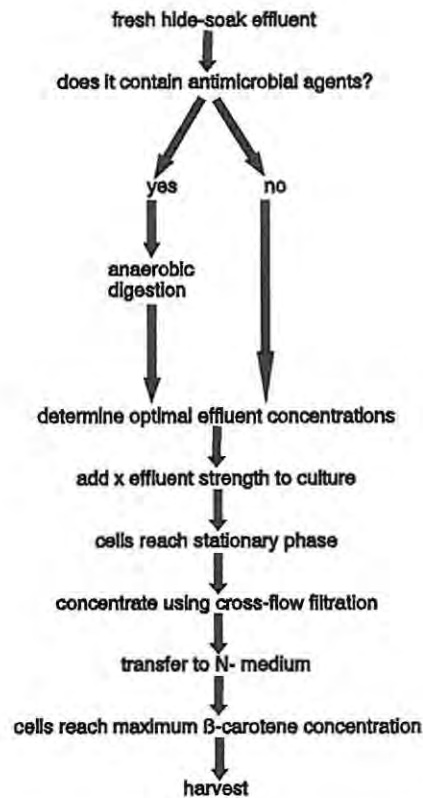 fresh hide-soak effluent
does it contain antimicrobial agents?
yes
no
anaerobic
digestion
determine optimal effluent concentrations
add x effluent strength to culture
cells reach stationary phase
concentrate using cross-flow filtration
transfer to N- medium
cells reach maximum ß-carotene concentration
harvest